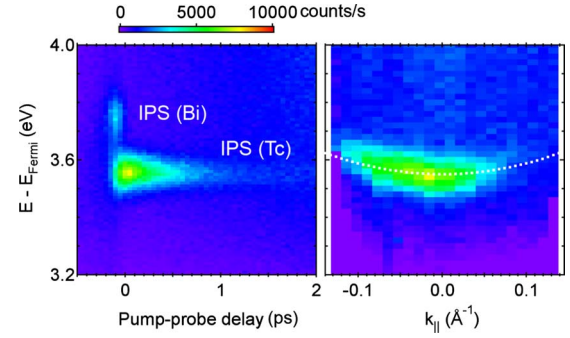 0 5000 10000 counts/s
4.0
3.6
3.2
E - E_Fermi (eV)
IPS (Bi)
IPS (Tc)
0 1 2
Pump-probe delay (ps)
-0.1 0.0 0.1
k_|| (Å⁻¹)